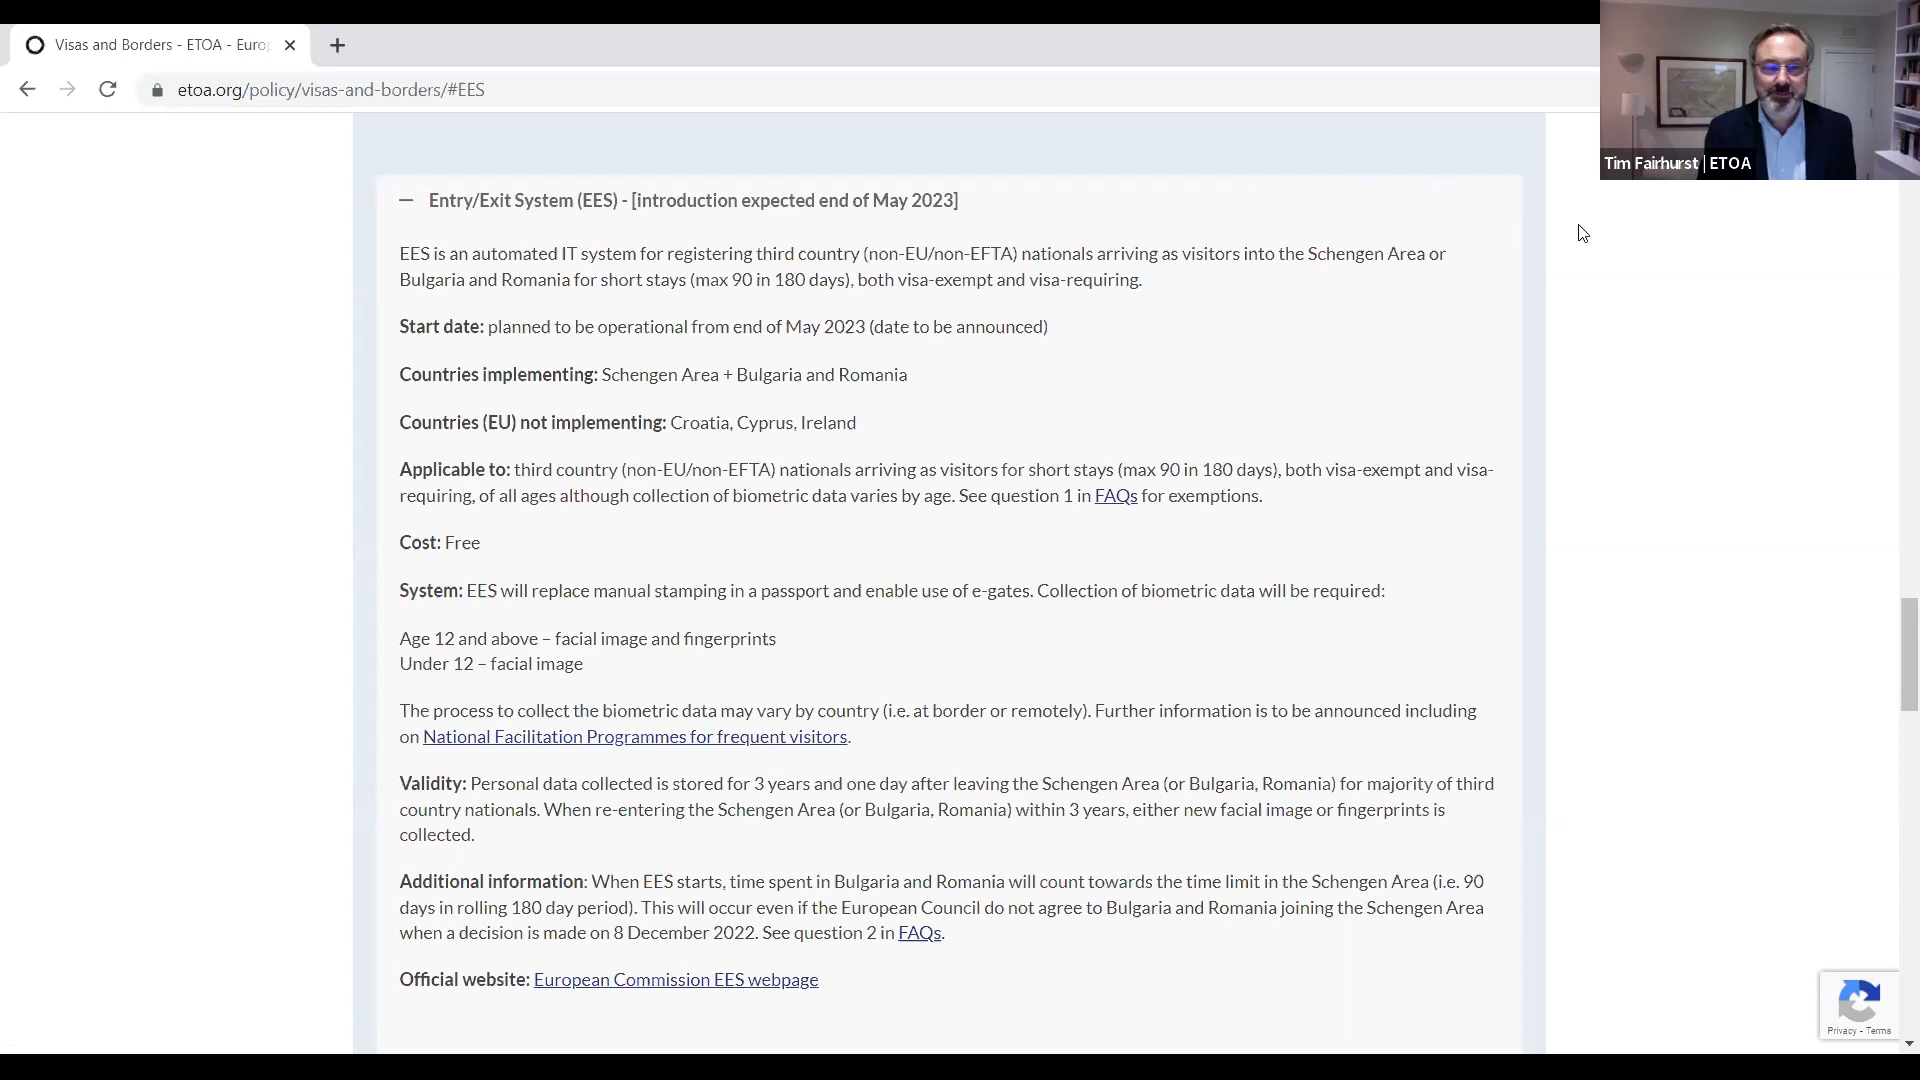 Visas and Borders - ETOA - Euro
etoa.org/policy/visas-and-borders/#EES
Tim Fairhurst | ETOA
Entry/Exit System (EES) - [introduction expected end of May 2023]
EES is an automated IT system for registering third country (non-EU/non-EFTA) nationals arriving as visitors into the Schengen Area or
Bulgaria and Romania for short stays (max 90 in 180 days), both visa-exempt and visa-requiring.
Start date: planned to be operational from end of May 2023 (date to be announced)
Countries implementing: Schengen Area + Bulgaria and Romania
Countries (EU) not implementing: Croatia, Cyprus, Ireland
Applicable to: third country (non-EU/non-EFTA) nationals arriving as visitors for short stays (max 90 in 180 days), both visa-exempt and visa-
requiring, of all ages although collection of biometric data varies by age. See question 1 in FAQs for exemptions.
Cost: Free
System: EES will replace manual stamping in a passport and enable use of e-gates. Collection of biometric data will be required:
Age 12 and above – facial image and fingerprints
Under 12 – facial image
The process to collect the biometric data may vary by country (i.e. at border or remotely). Further information is to be announced including
on National Facilitation Programmes for frequent visitors.
Validity: Personal data collected is stored for 3 years and one day after leaving the Schengen Area (or Bulgaria, Romania) for majority of third
country nationals. When re-entering the Schengen Area (or Bulgaria, Romania) within 3 years, either new facial image or fingerprints is
collected.
Additional information: When EES starts, time spent in Bulgaria and Romania will count towards the time limit in the Schengen Area (i.e. 90
days in rolling 180 day period). This will occur even if the European Council do not agree to Bulgaria and Romania joining the Schengen Area
when a decision is made on 8 December 2022. See question 2 in FAQs.
Official website: European Commission EES webpage
Privacy - Terms